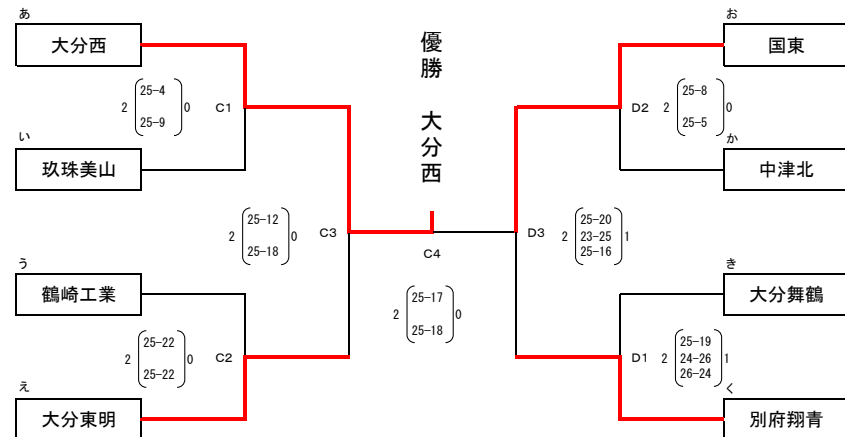 あ
大分西
2 25-4 0
25-9
C1
い
玖珠美山
2 25-12 0
25-18
C3
う
鶴崎工業
2 25-22 0
25-22
C2
え
大分東明
優勝 大分西
C4
2 25-17 0
25-18
お
国東
D2
2 25-8 0
25-5
か
中津北
D3
25-20
2 23-25 1
25-16
き
大分舞鶴
D1
25-19
2 24-26 1
26-24
く
別府翔青